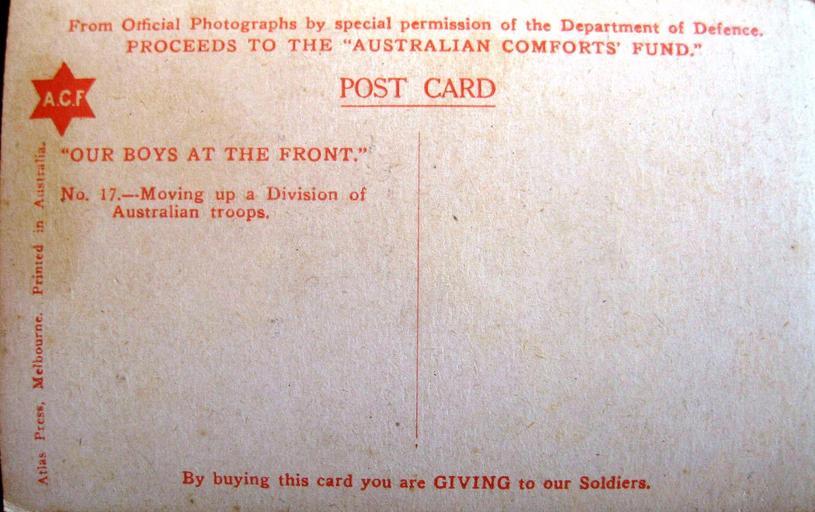 From Official Photographs by special permission of the Department of Defence.
PROCEEDS TO THE "AUSTRALIAN COMFORTS' FUND."
A.C.F
POST CARD
"OUR BOYS AT THE FRONT."
No. 17.—Moving up a Division of
Australian troops.
Atlas Press, Melbourne. Printed in Australia.
By buying this card you are GIVING to our Soldiers.